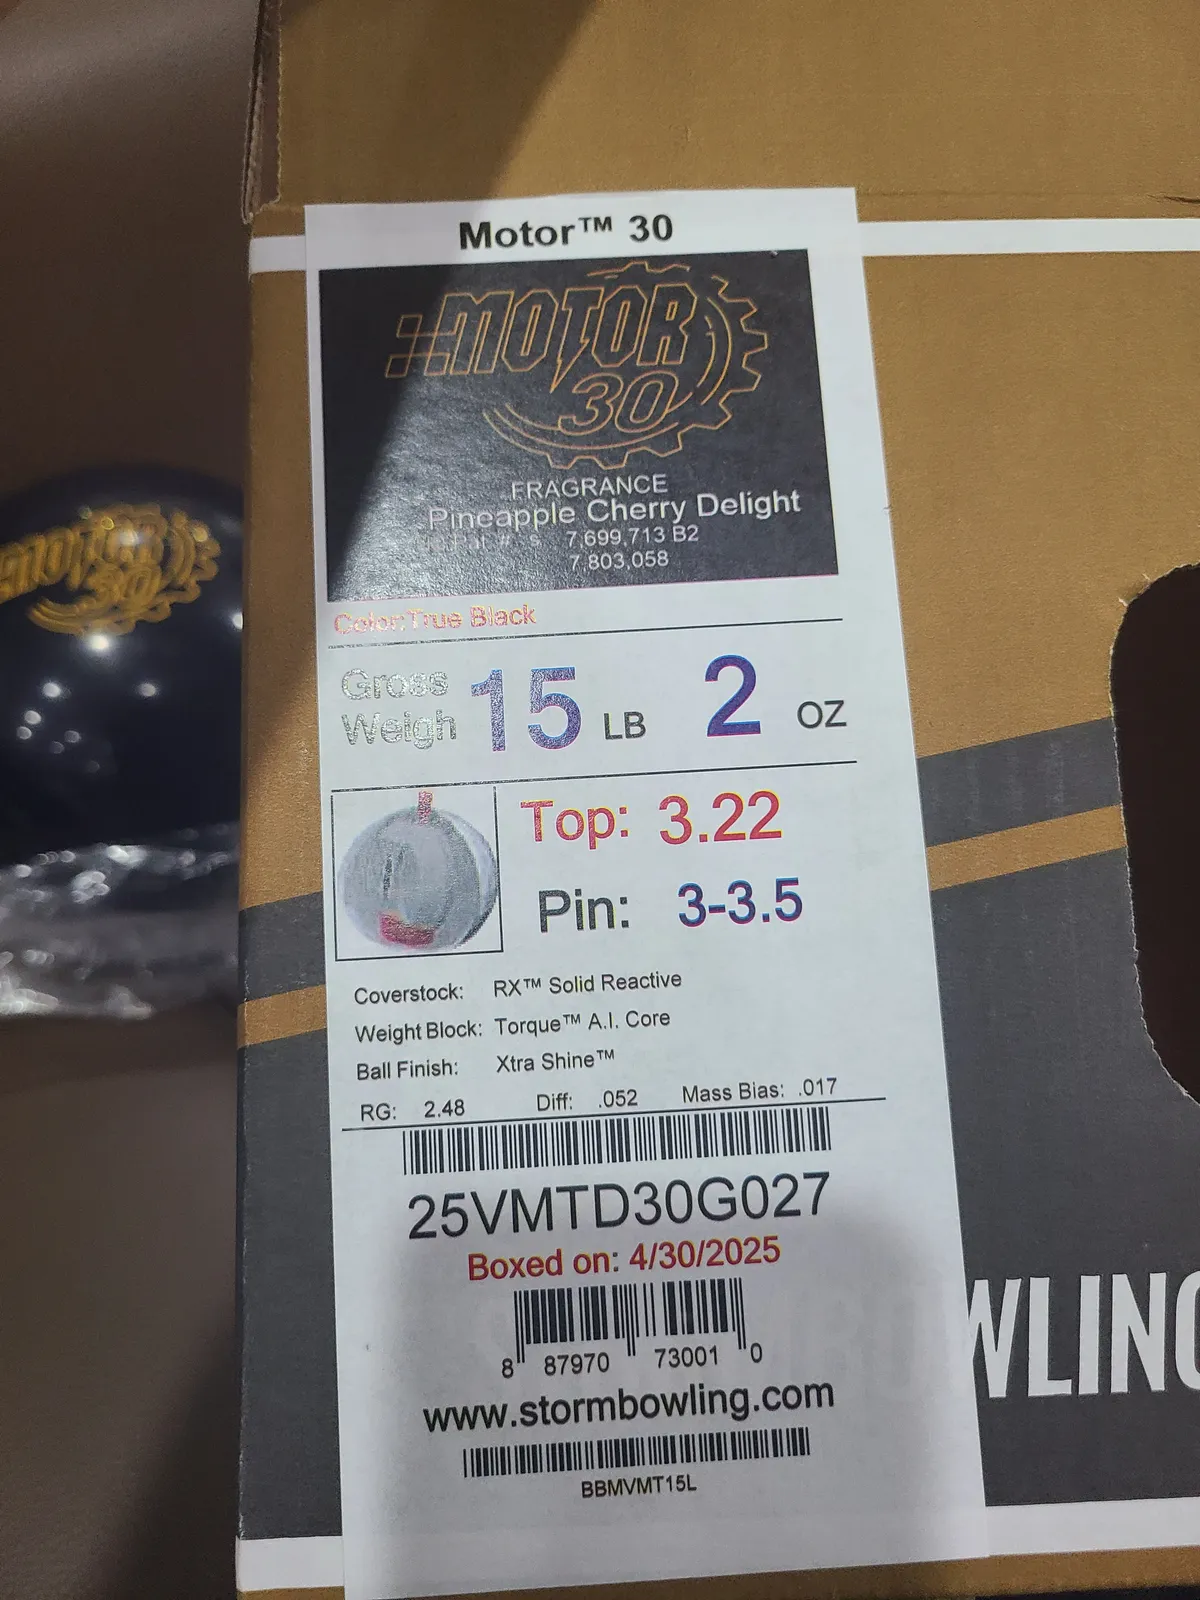 Motor™ 30
MOTOR
30
FRAGRANCE
Pineapple Cherry Delight
7,699,713 B2
7,803,058
Color:True Black
Gross Weigh 15 LB 2 OZ
Top: 3.22
Pin: 3-3.5
Coverstock: RX™ Solid Reactive
Weight Block: Torque™ A.I. Core
Ball Finish: Xtra Shine™
RG: 2.48 Diff: .052 Mass Bias: .017
25VMTD30G027
Boxed on: 4/30/2025
8 87970 73001 0
www.stormbowling.com
BBMVMT15L
MOTOR
30
WLING